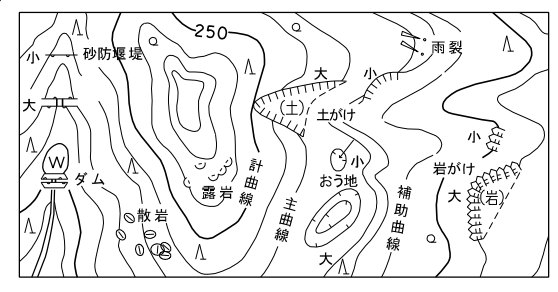 250
小
砂防堰堤
雨裂
大
小
大
(土)
土がけ
小
W
ダム
小
おう地
岩がけ
大
(岩)
露岩
計曲線
主曲線
補助曲線
散岩
大